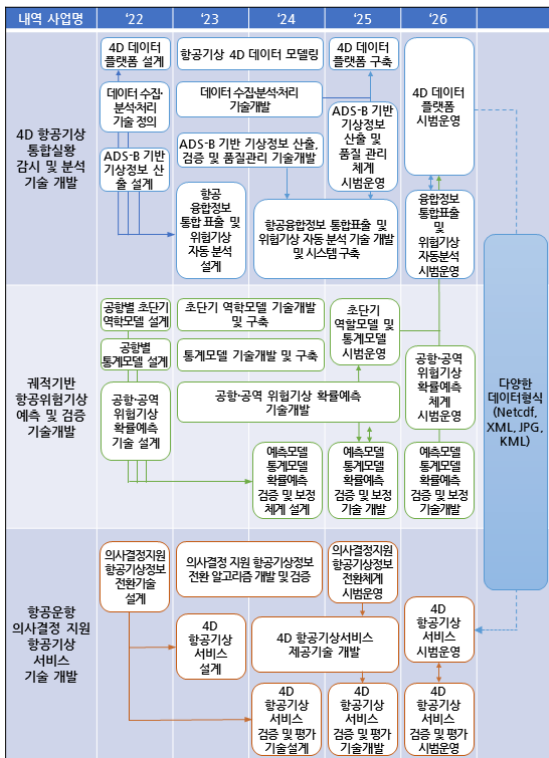 내역 사업명
‘22
‘23
‘24
‘25
‘26
4D 항공기상
통합실황
감시 및 분석
기술 개발
4D 데이터
플랫폼 설계
데이터 수집·
분석·처리
기술 정의
ADS-B 기반
기상정보 산
출 설계
항공기상 4D 데이터 모델링
데이터 수집·분석·처리
기술개발
ADS-B 기반 기상정보 산출,
검증 및 품질관리 기술개발
항공
융합정보
통합 표출 및
위험기상
자동 분석
설계
항공융합정보 통합표출 및
위험기상 자동 분석 기술 개발
및 시스템 구축
4D 데이터
플랫폼 구축
ADS-B 기반
기상정보
산출 및
품질 관리
체계
시범운영
4D 데이터
플랫폼
시범운영
융합정보
통합표출
및
위험기상
자동분석
시범운영
궤적기반
항공위험기상
예측 및 검증
기술개발
공항별 초단기
역학모델 설계
공항별
통계모델 설계
공항·공역
위험기상
확률예측
기술 설계
초단기 역학모델 기술개발
및 구축
통계모델 기술개발 및 구축
공항·공역 위험기상 확률예측
기술개발
예측모델
통계모델
확률예측
검증 및 보정
체계 설계
초단기
역할모델 및
통계모델
시범운영
예측모델
통계모델
확률예측
검증 및 보정
기술 개발
공항·공역
위험기상
확률예측
체계
시범운영
예측모델
통계모델
확률예측
검증 및 보정
기술개발
다양한
데이터형식
(Netcdf,
XML, JPG,
KML)
항공운항
의사결정 지원
항공기상
서비스
기술 개발
의사결정지원
항공기상정보
전환기술
설계
의사결정 지원 항공기상정보
전환 알고리즘 개발 및 검증
4D
항공기상
서비스
설계
의사결정지원
항공기상정보
전환체계
시범운영
4D 항공기상서비스
제공기술 개발
4D
항공기상
서비스
시범운영
4D
항공기상
서비스
검증 및 평가
기술설계
4D
항공기상
서비스
검증 및 평가
기술개발
4D
항공기상
서비스
검증 및 평가
시범운영